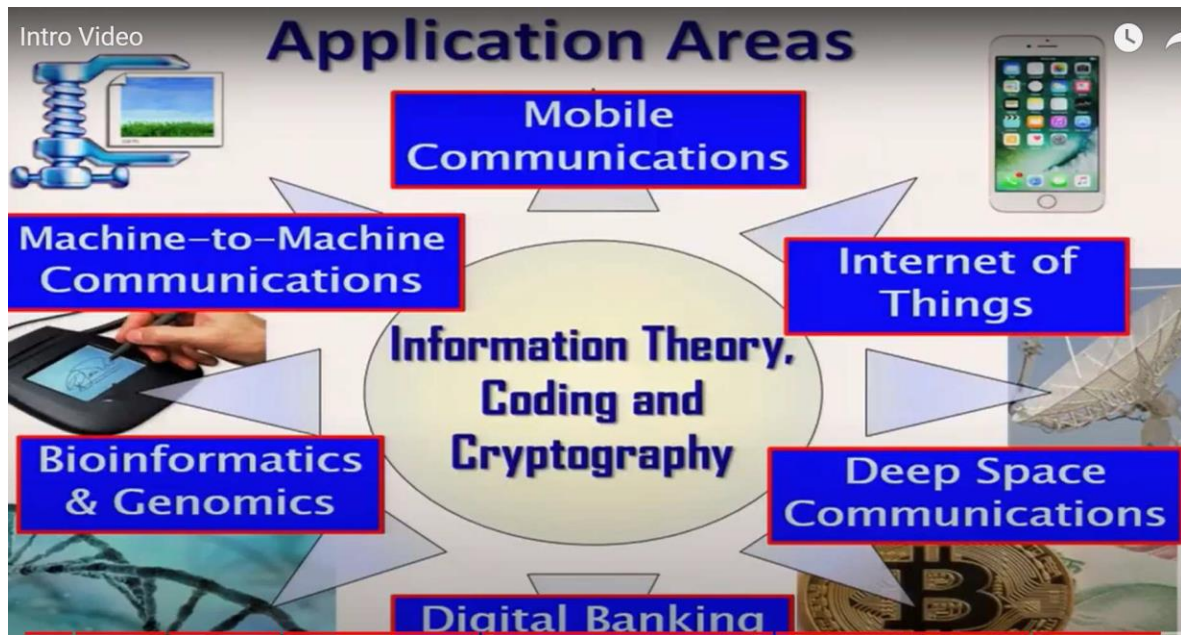 Intro Video
Application Areas
Mobile
Communications
Machine-to-Machine
Communications
Internet of
Things
Information Theory,
Coding and
Cryptography
Bioinformatics
& Genomics
Deep Space
Communications
Digital Banking